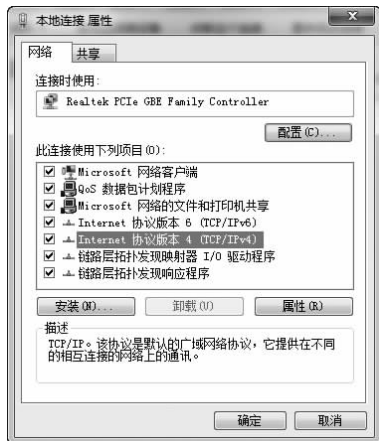 本地连接 属性
网络 共享
连接时使用:
Realtek PCIe GBE Family Controller
配置(C)...
此连接使用下列项目(O):
Microsoft 网络客户端
QoS 数据包计划程序
Microsoft 网络的文件和打印机共享
Internet 协议版本 6 (TCP/IPv6)
Internet 协议版本 4 (TCP/IPv4)
链路层拓扑发现映射器 I/O 驱动程序
链路层拓扑发现响应程序
安装(N)... 卸载(U) 属性(R)
描述
TCP/IP。该协议是默认的广域网络协议，它提供在不同
的相互连接的网络上的通讯。
确定 取消